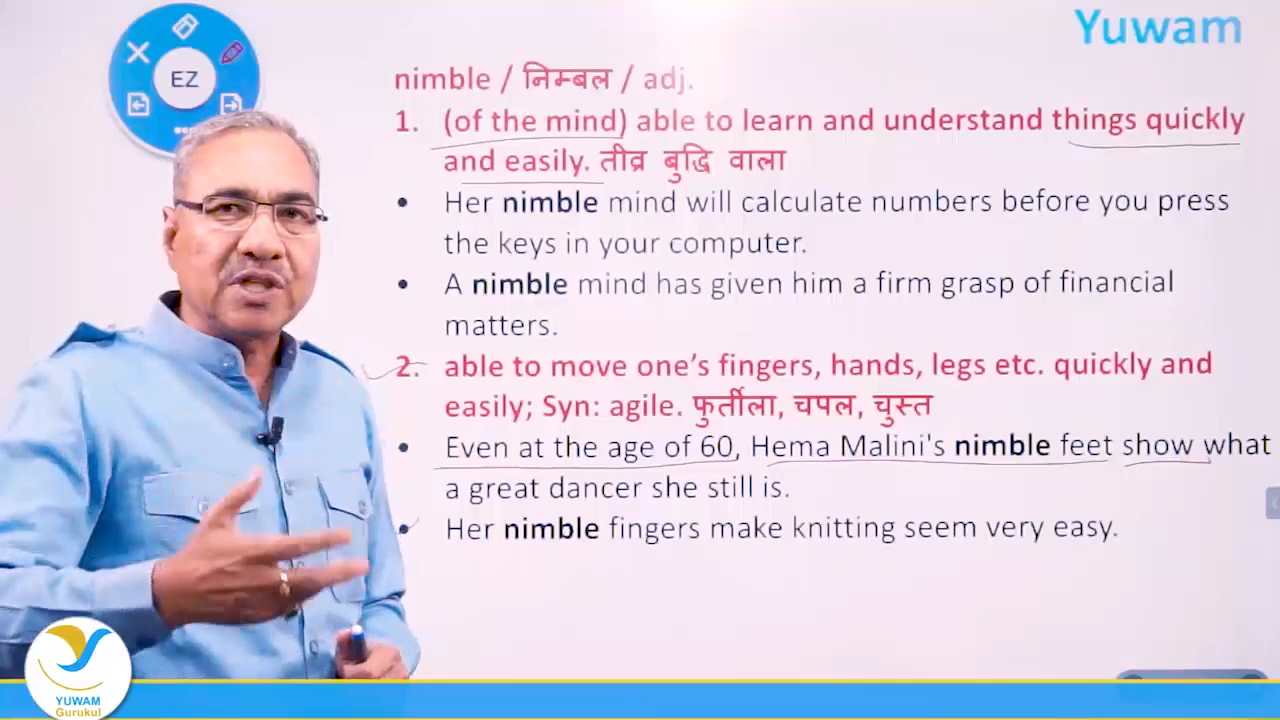 Yuwam
EZ
nimble / निम्बल / adj.
1. (of the mind) able to learn and understand things quickly
and easily. तीव्र बुद्धि वाला
• Her nimble mind will calculate numbers before you press
the keys in your computer.
• A nimble mind has given him a firm grasp of financial
matters.
2. able to move one’s fingers, hands, legs etc. quickly and
easily; Syn: agile. फुर्तीला, चपल, चुस्त
• Even at the age of 60, Hema Malini's nimble feet show what
a great dancer she still is.
• Her nimble fingers make knitting seem very easy.
YUWAM
Gurukul